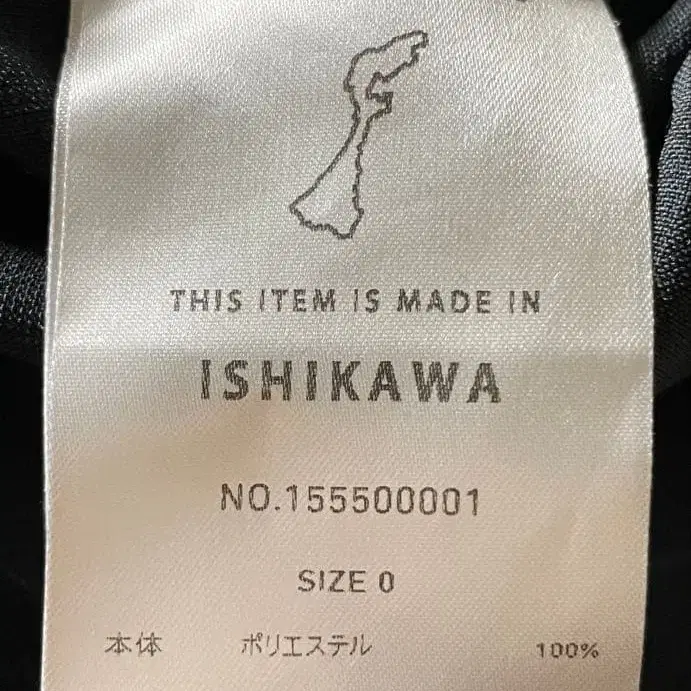 THIS ITEM IS MADE IN
ISHIKAWA
NO.155500001
SIZE 0
本体 ポリエステル 100%